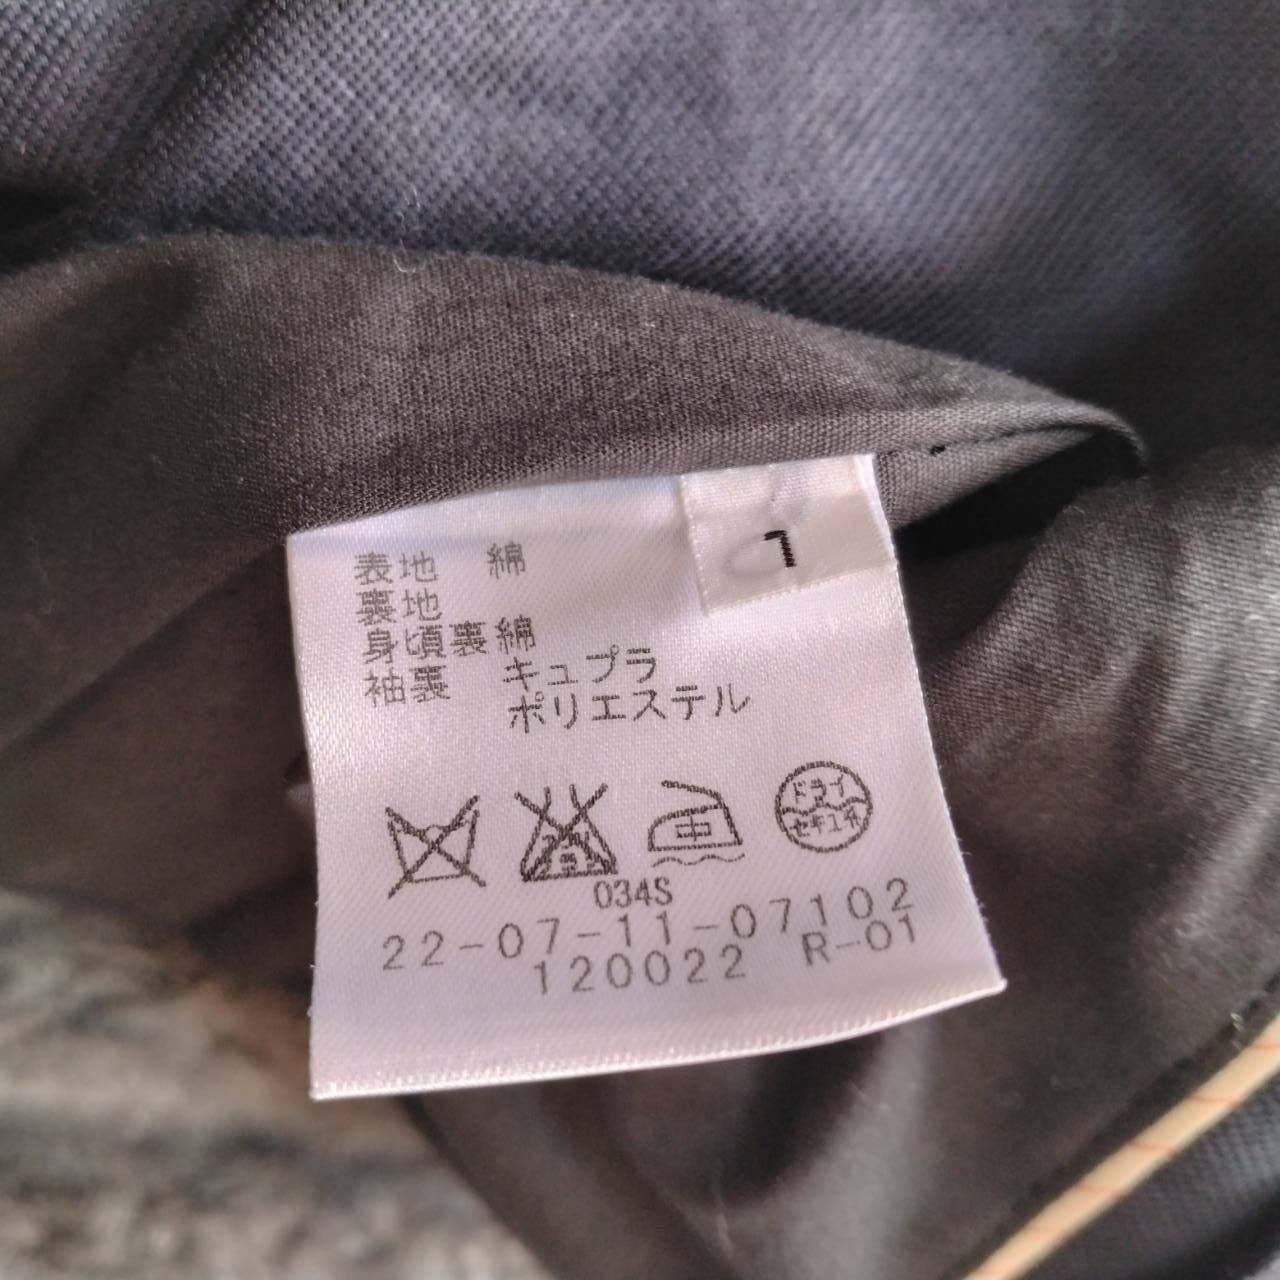 L
表地 綿
裏地
身頃裏 綿
袖裏 キュプラ
ポリエステル
中
ドライ
セキユ系
034S
22-07-11-07102
120022 R-01